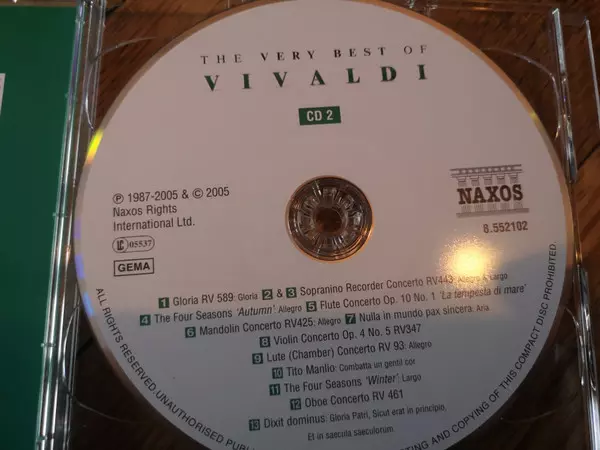 THE VERY BEST OF
VIVALDI
CD 2
℗ 1987-2005 & © 2005
Naxos Rights
International Ltd.
LC 05537
GEMA
NAXOS
8.552102
1 Gloria RV 589: Gloria 2 & 3 Sopranino Recorder Concerto RV443: Allegro & Largo
4 The Four Seasons 'Autumn' Allegro 5 Flute Concerto Op. 10 No. 1 'La tempesta di mare'
6 Mandolin Concerto RV425: Allegro 7 Nulla in mundo pax sincera: Aria
8 Violin Concerto Op. 4 No. 5 RV347
9 Lute (Chamber) Concerto RV 93: Allegro
10 Tito Manlio: Combatta un gentil cor
11 The Four Seasons 'Winter' Largo
12 Oboe Concerto RV 461
13 Dixit dominus: Gloria Patri, Sicut erat in principio,
Et in saecula saeculorum.
ALL RIGHTS RESERVED. UNAUTHORISED PUBL
ING AND COPYING OF THIS COMPACT DISC PROHIBITED.